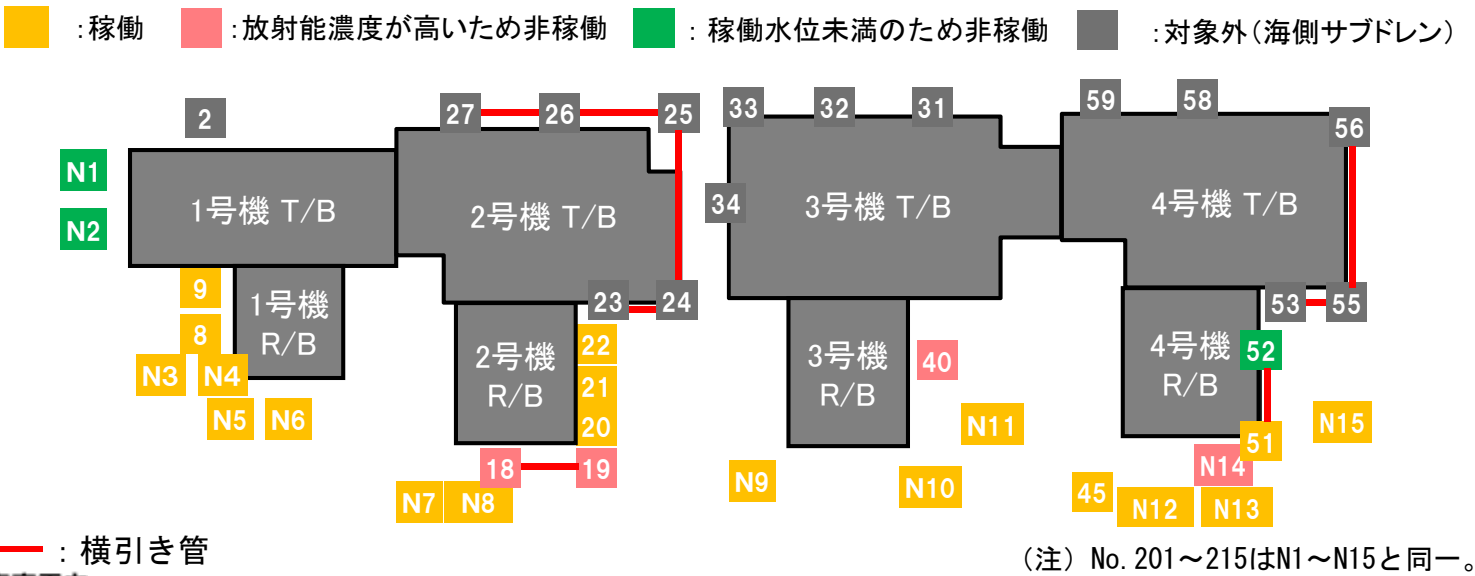 :稼働 :放射能濃度が高いため非稼働 : 稼働水位未満のため非稼働 :対象外(海側サブドレン)
2 27 26 25 33 32 31 59 58 56
N1
N2
1号機 T/B 2号機 T/B 34 3号機 T/B 4号機 T/B
9 23 24 53 55
8
1号機
R/B
22
21
20
2号機
R/B
3号機
R/B
40
4号機
R/B
52
N3 N4
N5 N6
N11
N15
51
18 19
N14
N7 N8 N9 N10 45 N12 N13
: 横引き管
(注) No.201~215はN1~N15と同一。